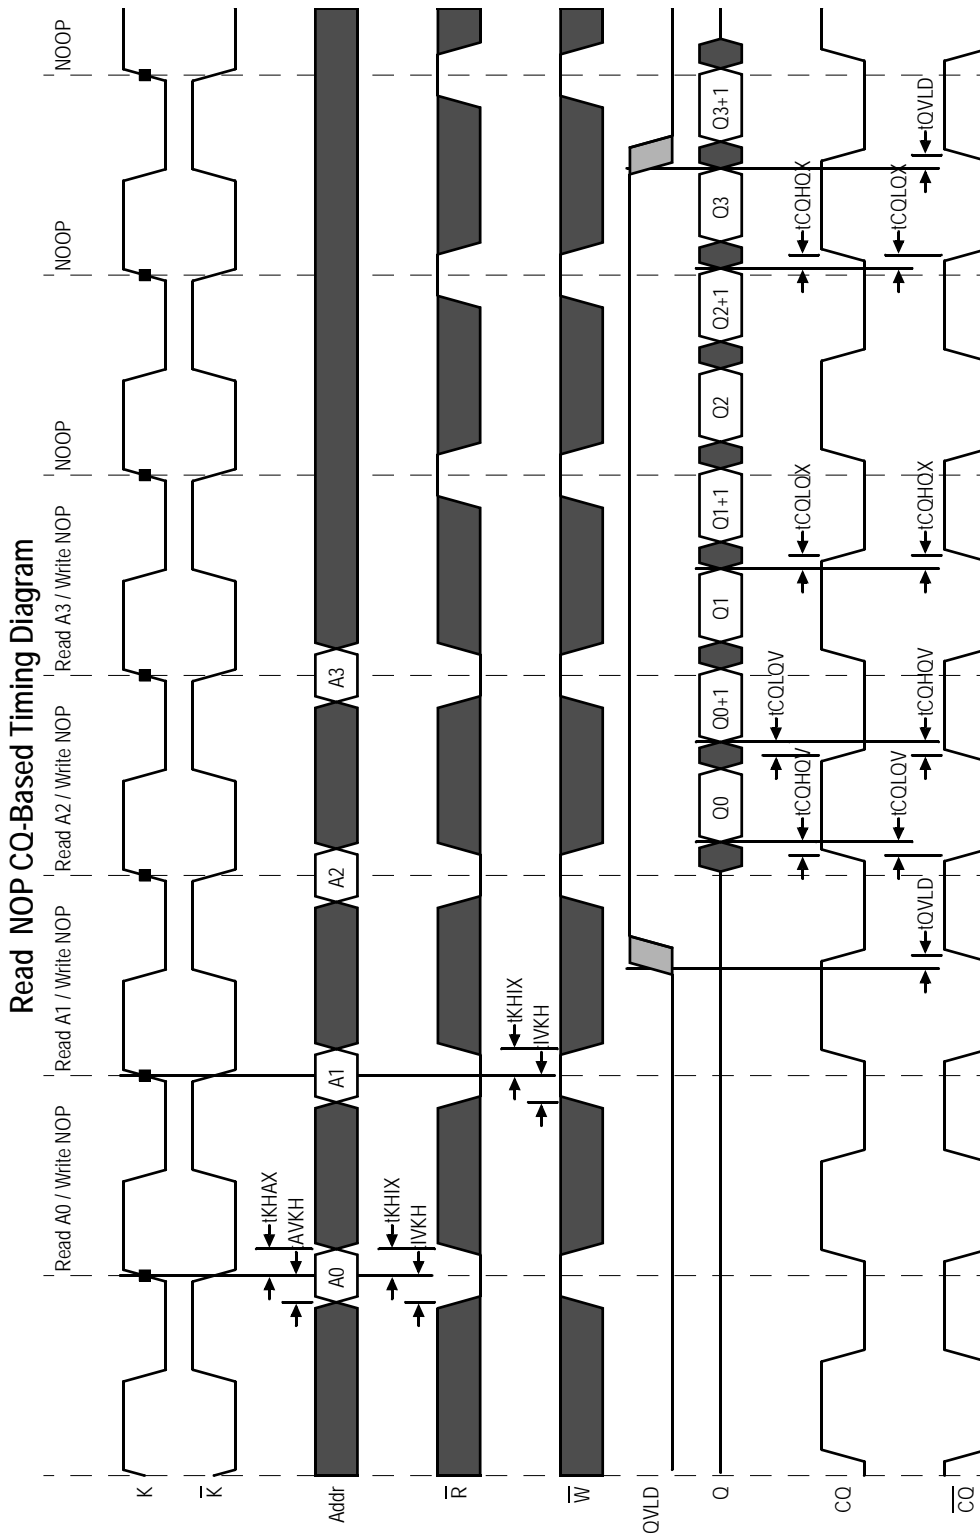 Read NOP CQ-Based Timing Diagram
Read A0 / Write NOP
Read A1 / Write NOP
Read A2 / Write NOP
Read A3 / Write NOP
NOOP
NOOP
NOOP
K
K
tKHAX
tAVKH
Addr
A0
A1
A2
A3
tKHIX
tIVKH
R
tKHIX
tIVKH
W
QVLD
Q
Q0
Q0+1
Q1
Q1+1
Q2
Q2+1
Q3
Q3+1
tCQLQV
tCQHQV
tCQLQX
tCQHQX
CQ
tCQLQV
tCQLQX
tQVLD
tCQHQV
tCQHQX
tQVLD
CQ